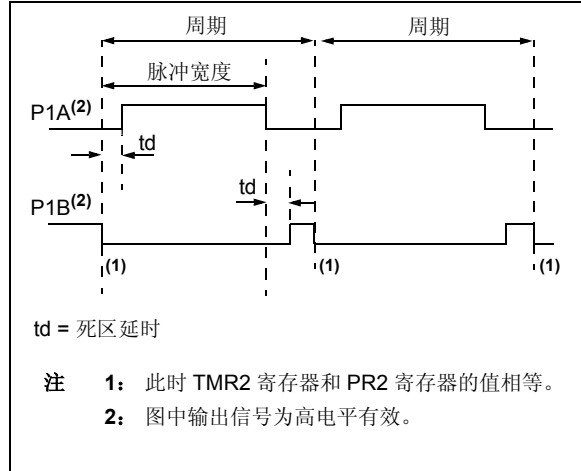 周期 周期
脉冲宽度
P1A(2)
td
td
P1B(2)
(1) (1) (1)
td = 死区延时
注 1： 此时 TMR2 寄存器和 PR2 寄存器的值相等。
2： 图中输出信号为高电平有效。